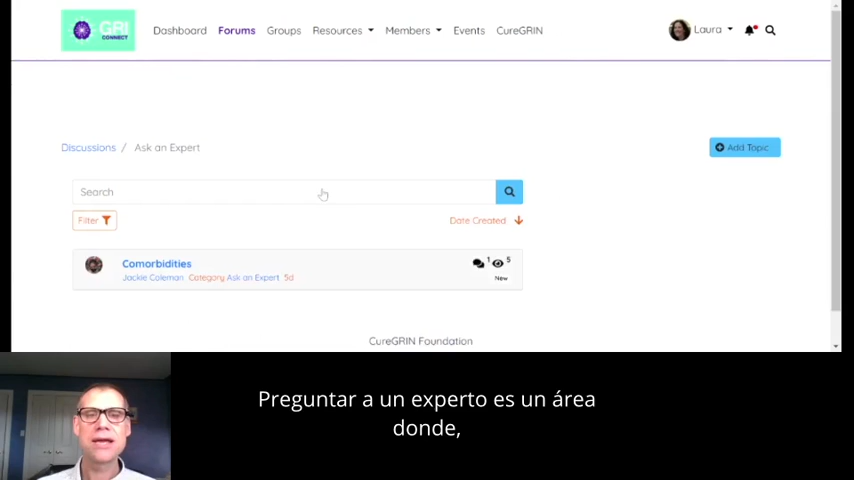 GRI
CONNECT
Dashboard Forums Groups Resources Members Events CureGRIN
Laura
Discussions / Ask an Expert
Add Topic
Search
Filter
Date Created
Comorbidities
1 5
Jackie Coleman Category Ask an Expert 5d
New
CureGRIN Foundation
Preguntar a un experto es un área
donde,